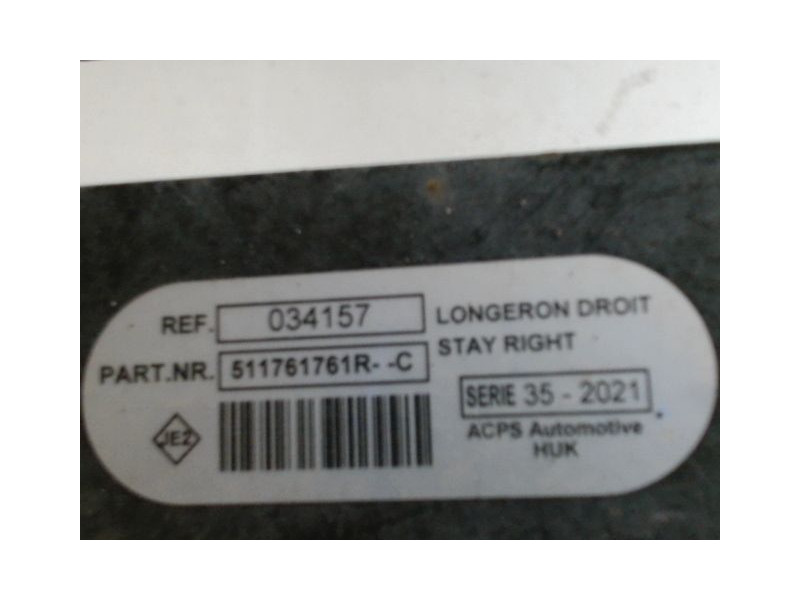 REF. 034157
LONGERON DROIT
STAY RIGHT
PART.NR. 511761761R- -C
SERIE 35 - 2021
ACPS Automotive
HUK
JEZ